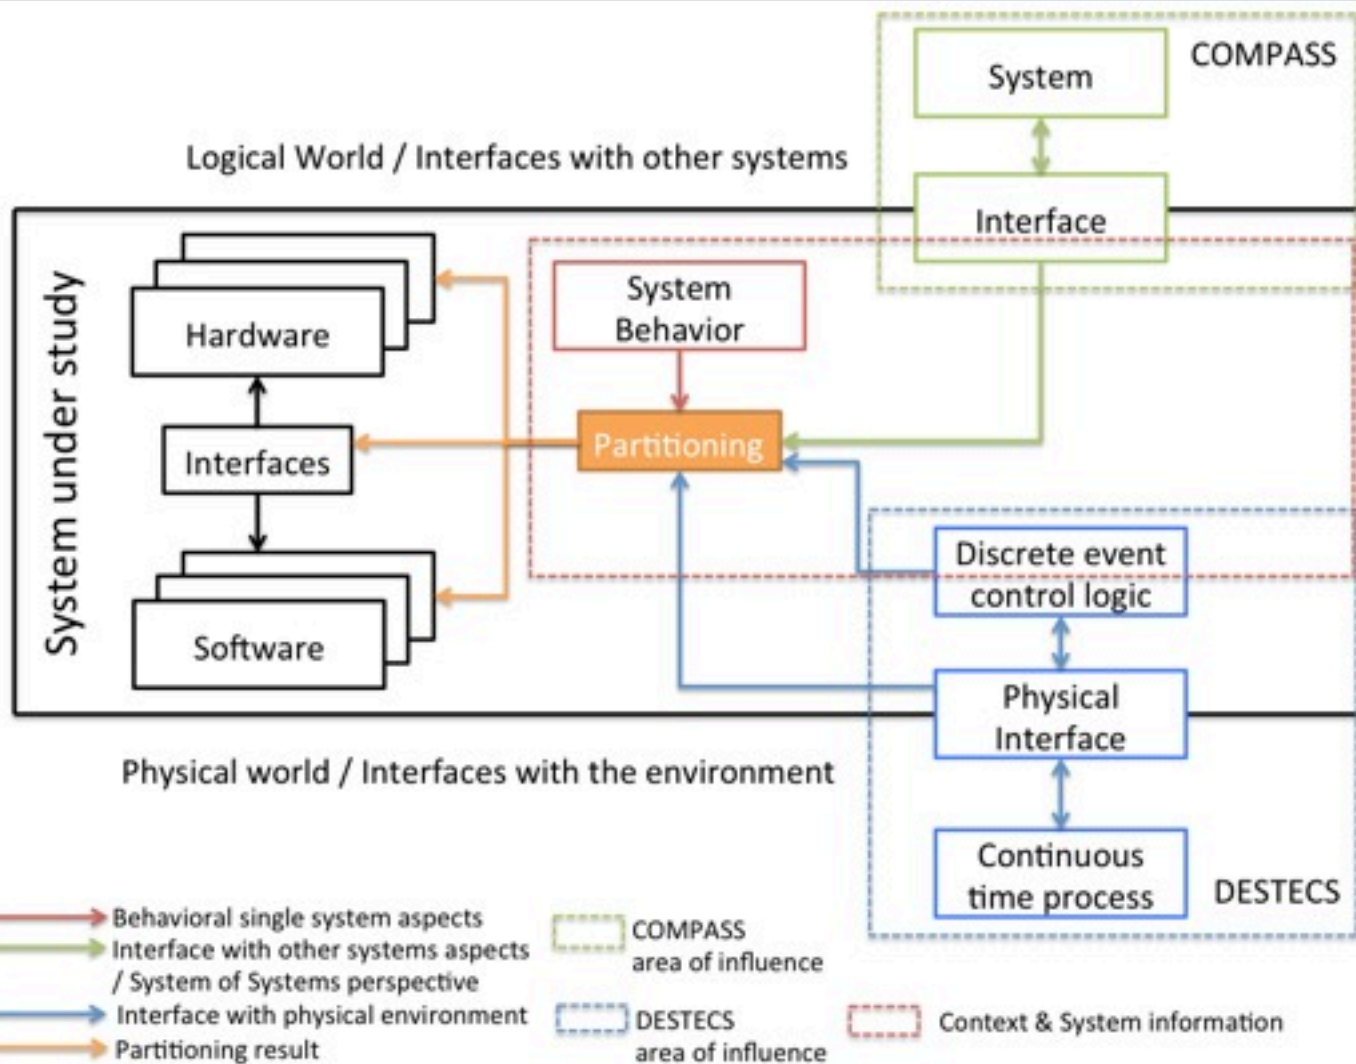 COMPASS
System
Logical World / Interfaces with other systems
Interface
System under study
Hardware
System
Behavior
Partitioning
Interfaces
Discrete event
control logic
Software
Physical
Interface
Physical world / Interfaces with the environment
Continuous
time process
DESTECS
Behavioral single system aspects
Interface with other systems aspects
/ System of Systems perspective
Interface with physical environment
Partitioning result
COMPASS
area of influence
DESTECS
area of influence
Context & System information